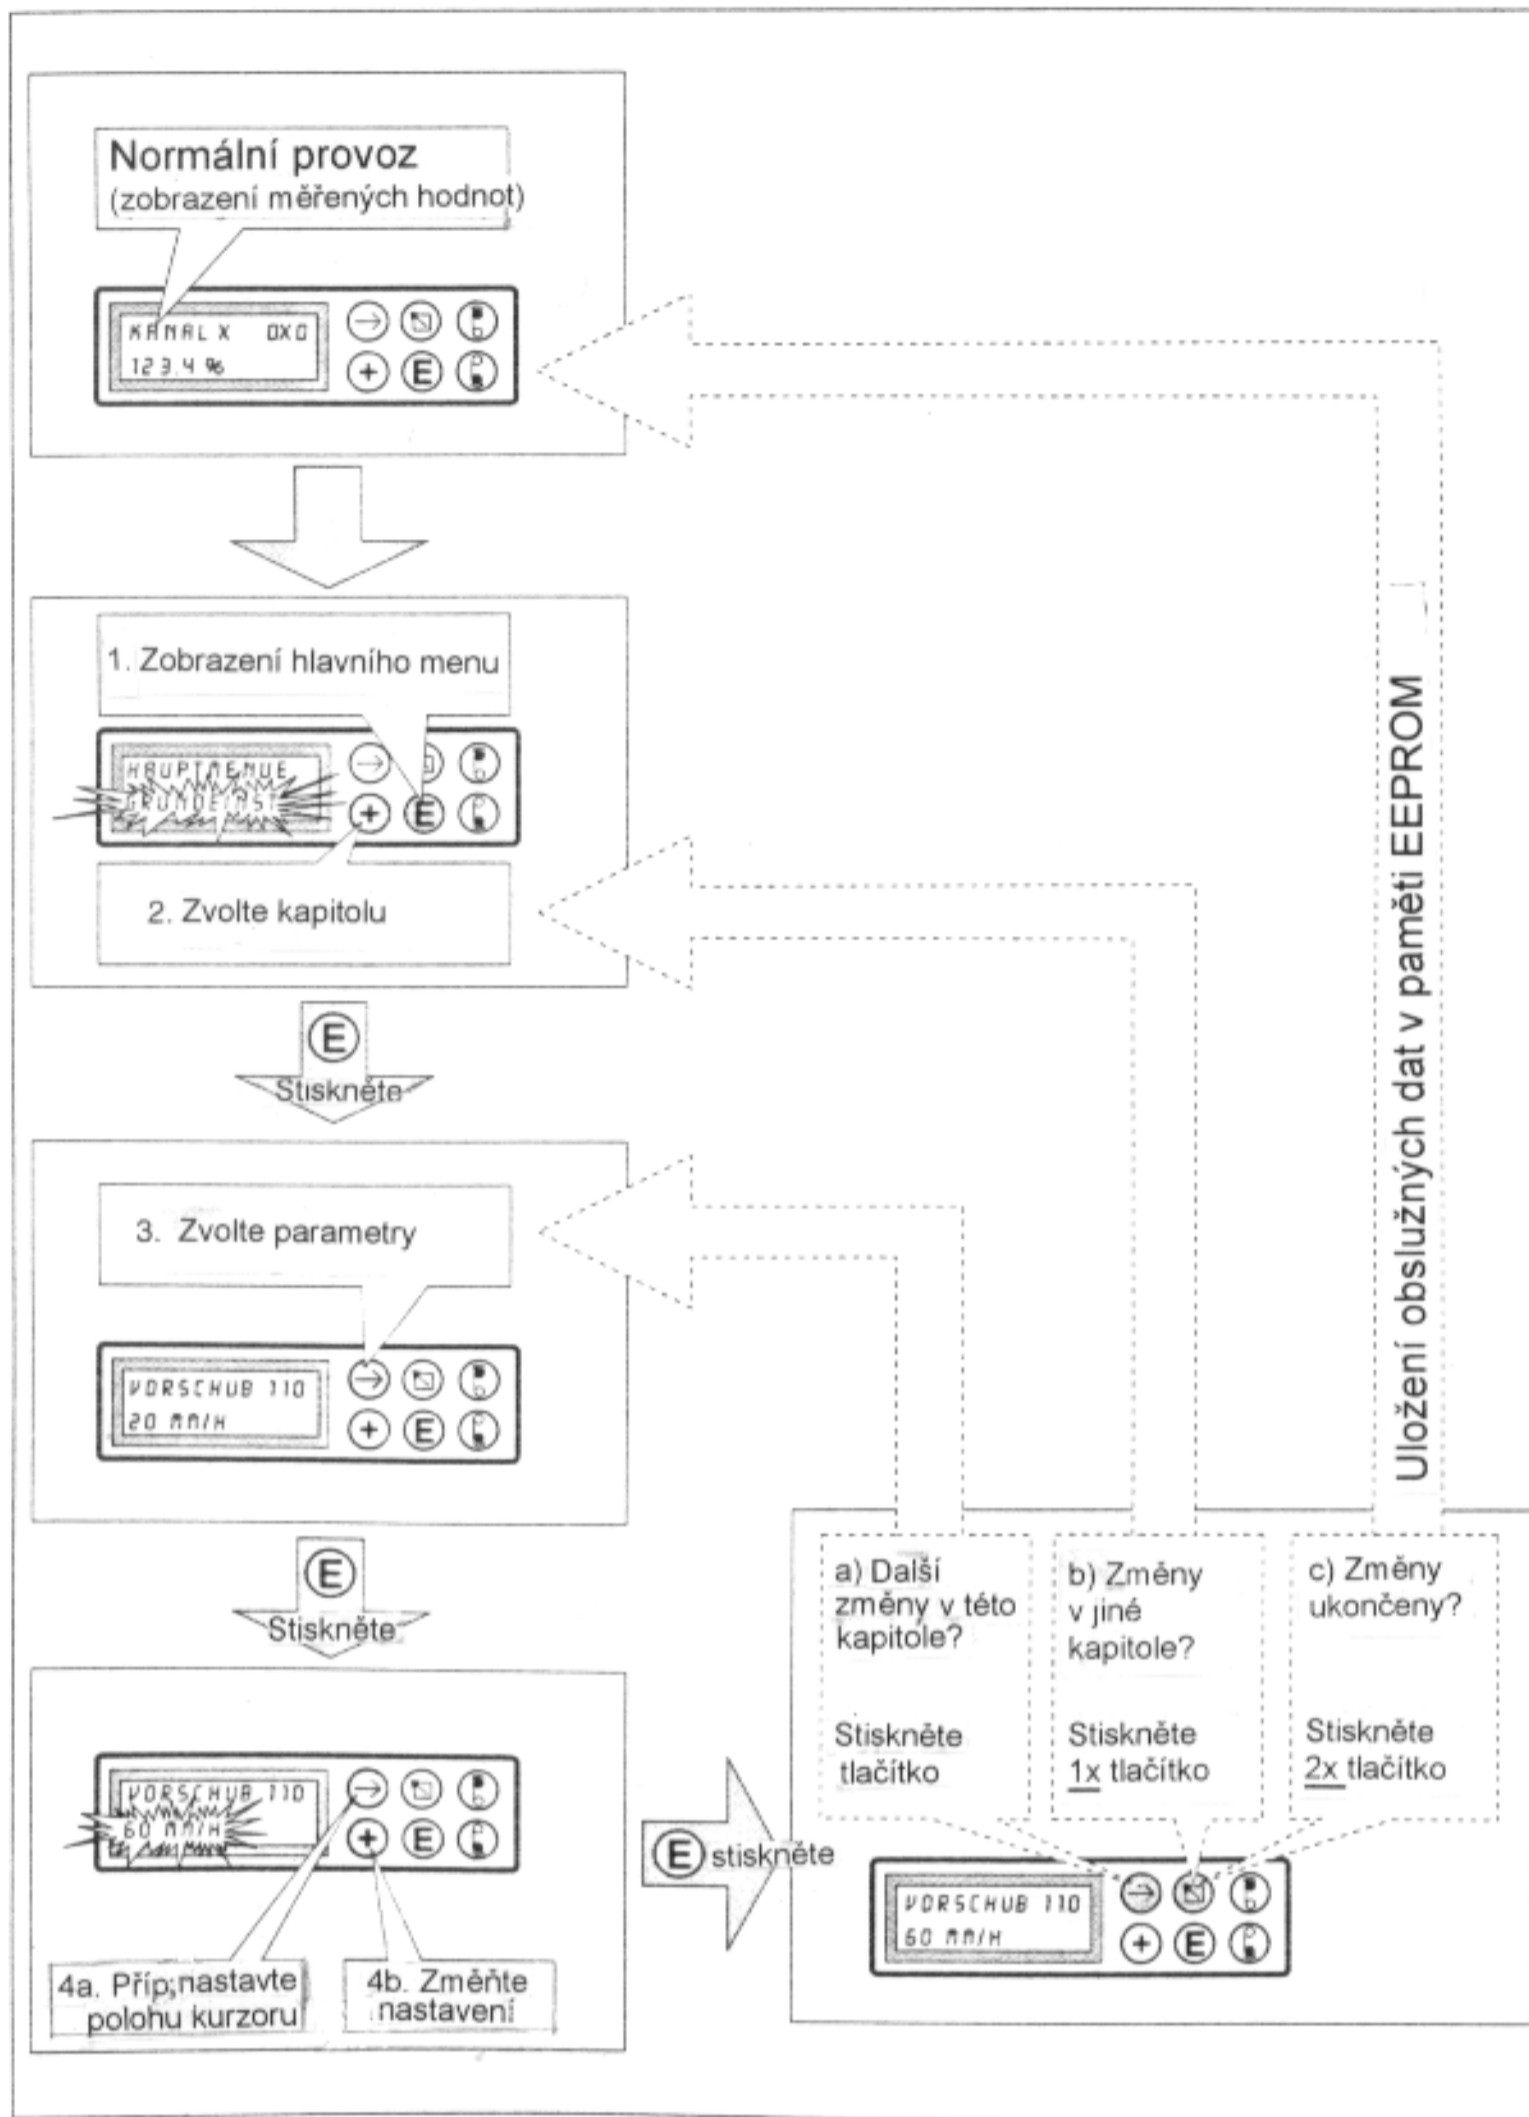 Normální provoz
(zobrazení měřených hodnot)
KANAL X OXO
123.4 %
+ E
1. Zobrazení hlavního menu
HAUPTMENUE
GRUNDEINST
+ E
2. Zvolte kapitolu
E
Stiskněte
3. Zvolte parametry
VORSCHUB 110
20 MM/H
+ E
E
Stiskněte
VORSCHUB 110
60 MM/H
+ E
4a. Příp;nastavte
polohu kurzoru
4b. Změňte
nastavení
E stiskněte
a) Další
změny v této
kapitole?
Stiskněte
tlačítko
b) Změny
v jiné
kapitole?
Stiskněte
1x tlačítko
c) Změny
ukončeny?
Stiskněte
2x tlačítko
VORSCHUB 110
60 MM/H
+ E
Uložení obslužných dat v paměti EEPROM